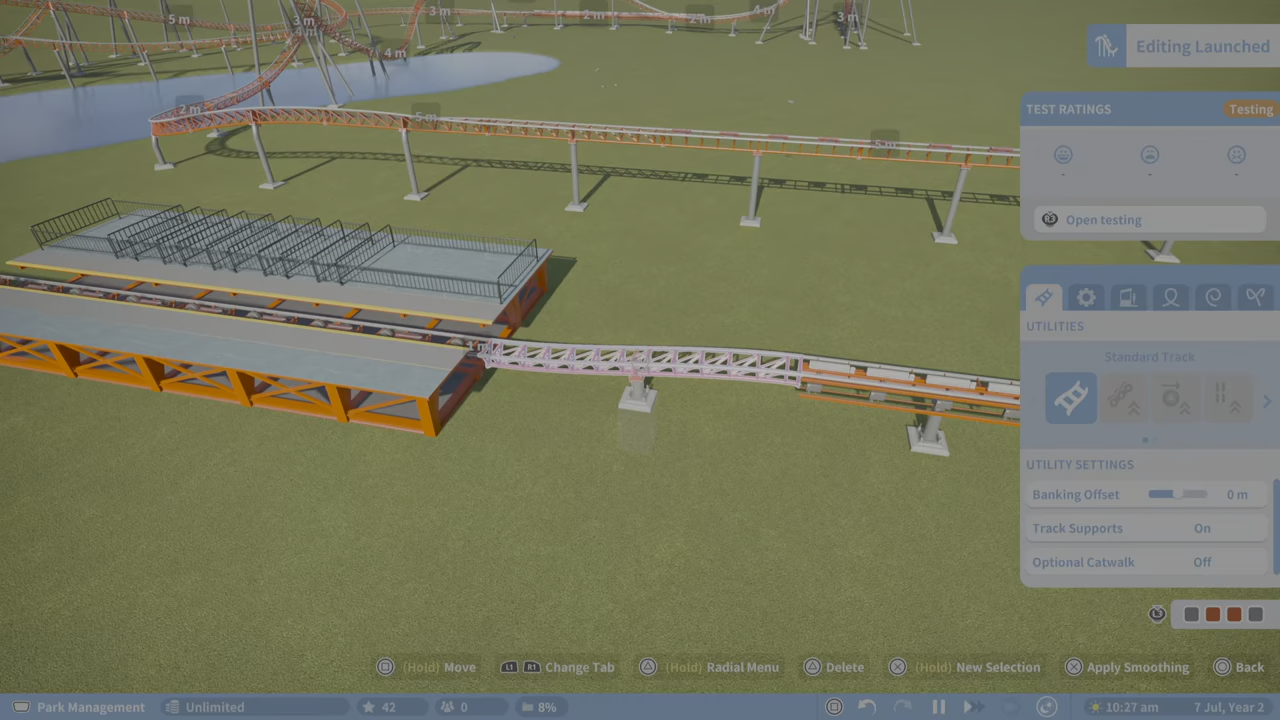 5 m
3 m
3 m
2 m
2 m
4 m
3 m
4 m
4 m
2 m
5 m
5 m
Editing Launched
TEST RATINGS
Testing
-
-
-
R3
Open testing
UTILITIES
Standard Track
UTILITY SETTINGS
Banking Offset
0 m
Track Supports
On
Optional Catwalk
Off
(Hold) Move
L1 R1 Change Tab
(Hold) Radial Menu
Delete
(Hold) New Selection
Apply Smoothing
Back
Park Management
Unlimited
42
0
8%
10:27 am
7 Jul, Year 2